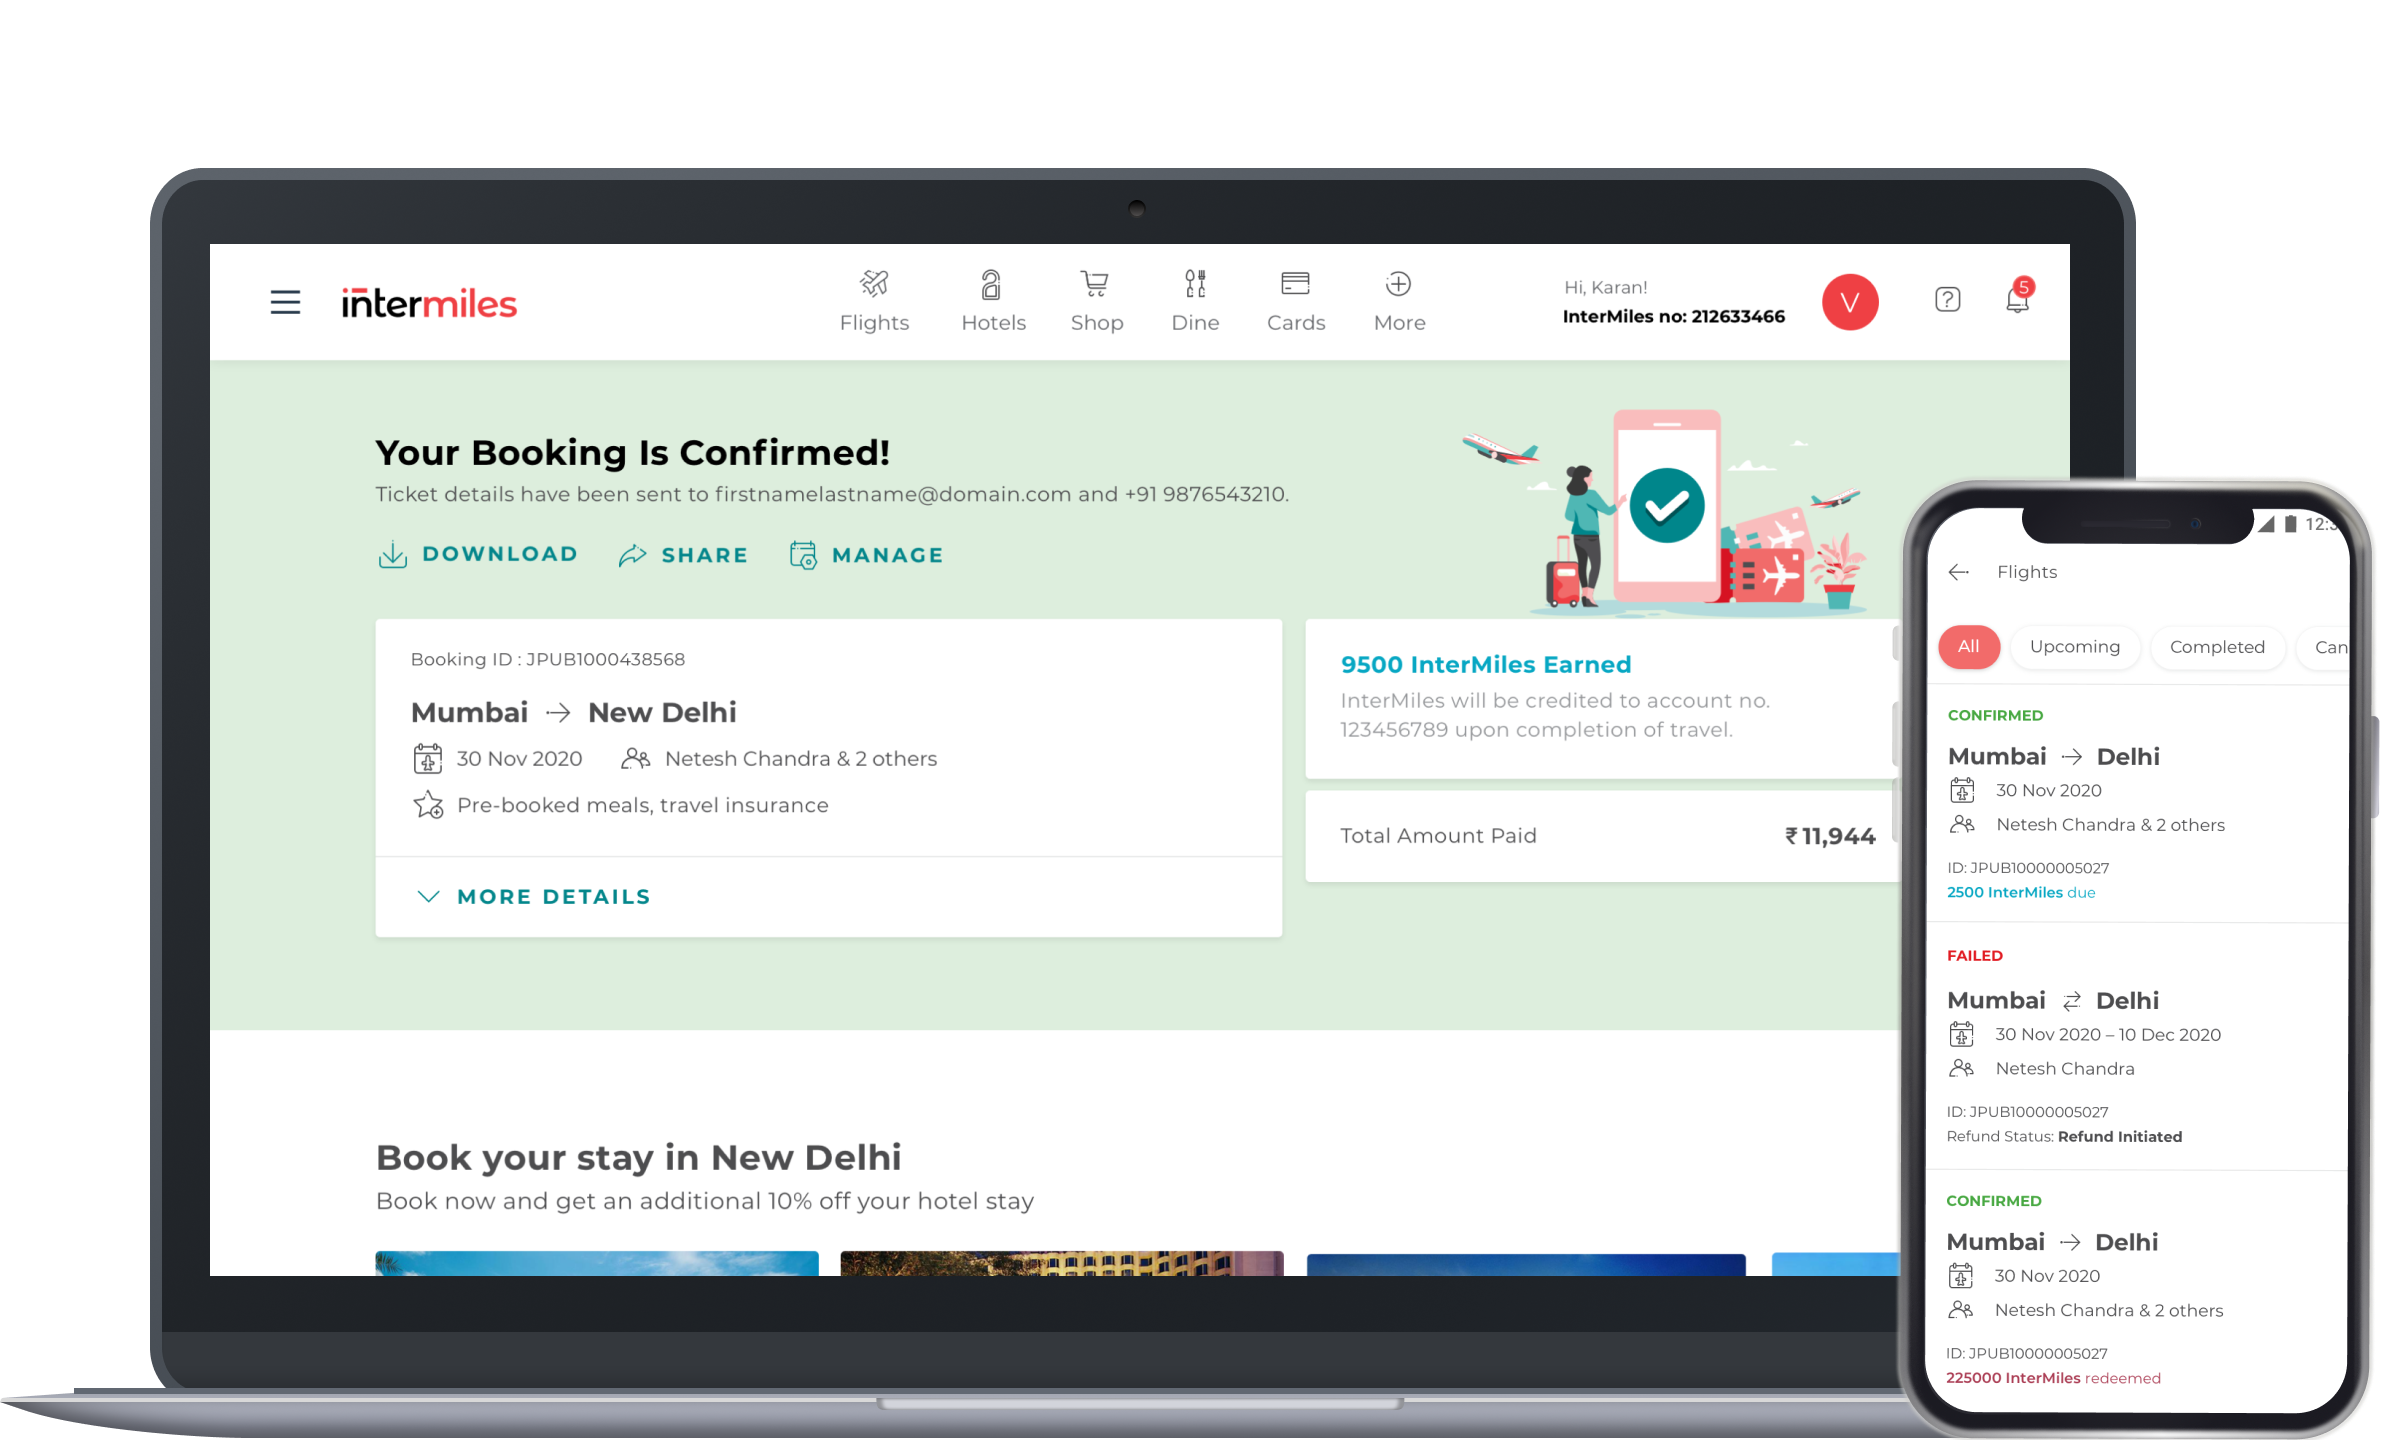 intermiles
Flights
Hotels
Shop
Dine
Cards
More
Hi, Karan!
InterMiles no: 212633466
V
?
5
Your Booking Is Confirmed!
Ticket details have been sent to firstnamelastname@domain.com and +91 9876543210.
DOWNLOAD
SHARE
MANAGE
Booking ID : JPUB1000438568
Mumbai → New Delhi
30 Nov 2020
Netesh Chandra & 2 others
Pre-booked meals, travel insurance
MORE DETAILS
9500 InterMiles Earned
InterMiles will be credited to account no.
123456789 upon completion of travel.
Total Amount Paid
₹11,944
Book your stay in New Delhi
Book now and get an additional 10% off your hotel stay
Flights
All
Upcoming
Completed
CONFIRMED
Mumbai → Delhi
30 Nov 2020
Netesh Chandra & 2 others
ID: JPUB10000005027
2500 InterMiles due
FAILED
Mumbai ⇄ Delhi
30 Nov 2020 – 10 Dec 2020
Netesh Chandra
ID: JPUB10000005027
Refund Status: Refund Initiated
CONFIRMED
Mumbai → Delhi
30 Nov 2020
Netesh Chandra & 2 others
ID: JPUB10000005027
225000 InterMiles redeemed